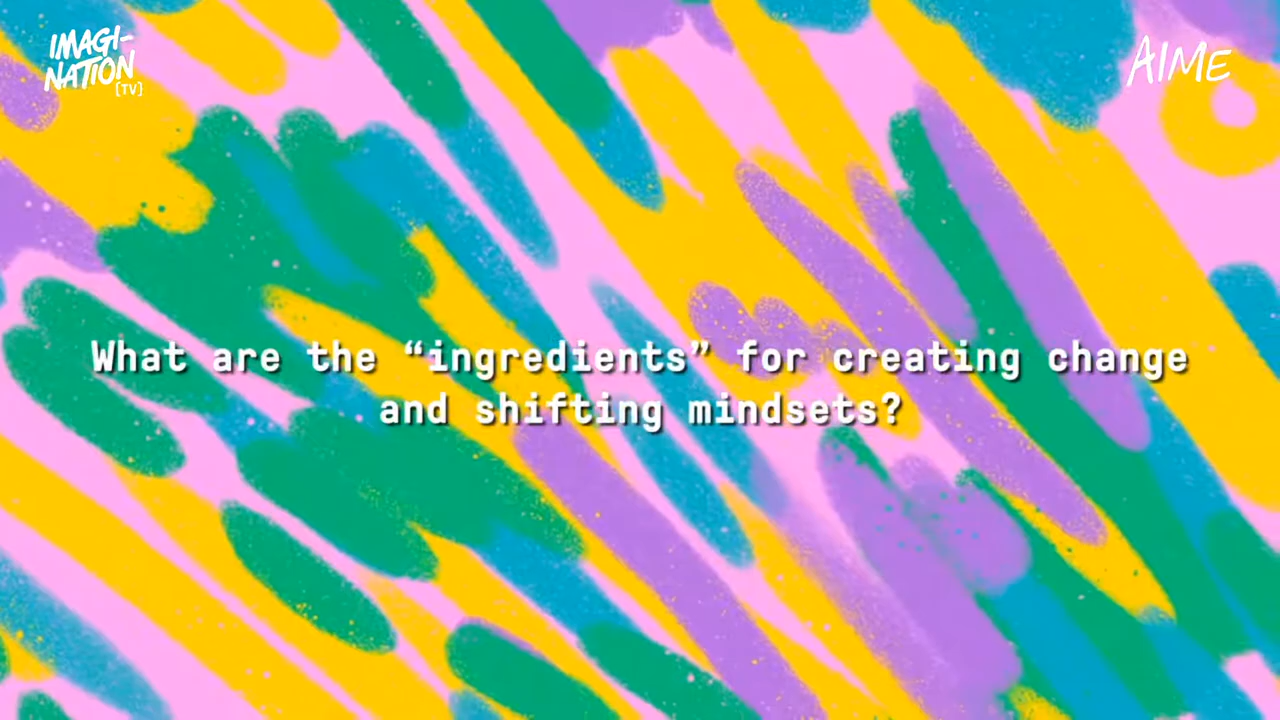 IMAGI-
NATION
[TV]
AIME
What are the “ingredients” for creating change
and shifting mindsets?